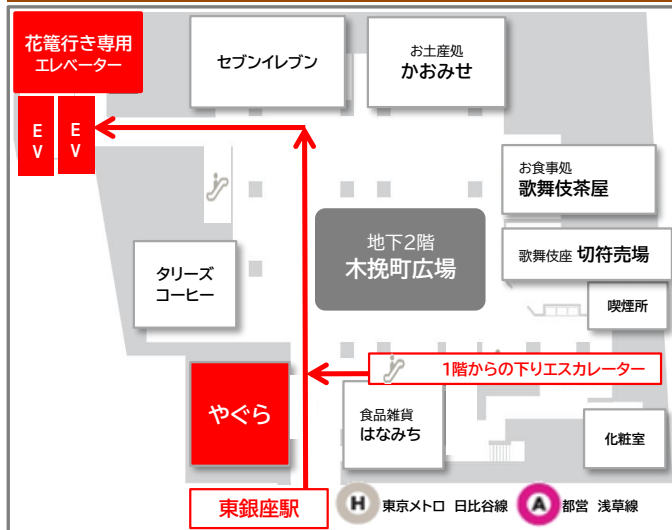 花篭行き専用
エレベーター
E
V
E
V
セブンイレブン
お土産処
かおみせ
お食事処
歌舞伎茶屋
地下2階
木挽町広場
歌舞伎座 切符売場
タリーズ
コーヒー
喫煙所
1階からの下りエスカレーター
やぐら
食品雑貨
はなみち
化粧室
東銀座駅
H 東京メトロ 日比谷線
A 都営 浅草線